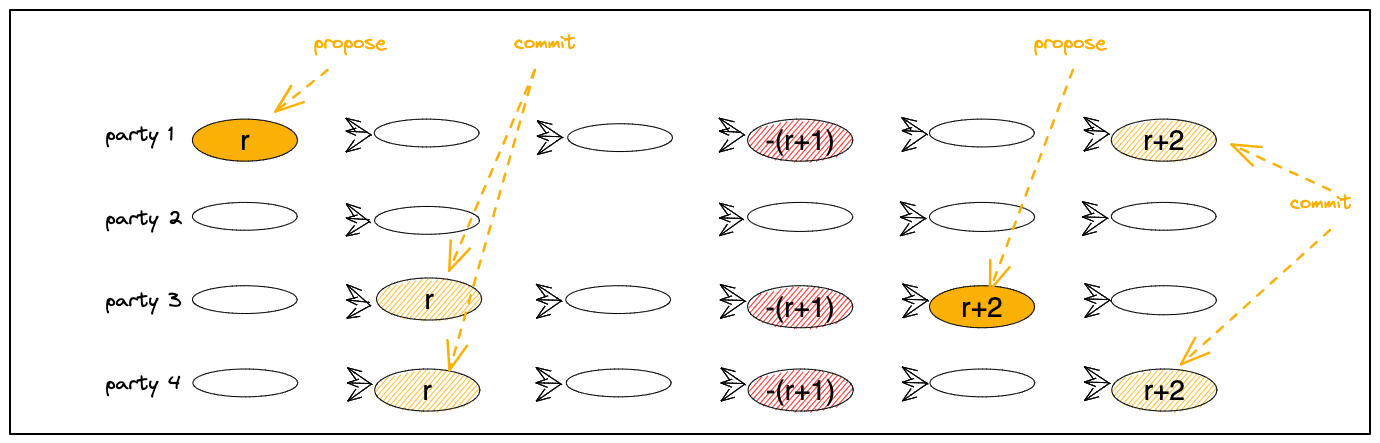 propose commit propose
party 1 r -(r+1) r+2
commit
party 2
party 3 r -(r+1) r+2
party 4 r -(r+1) r+2